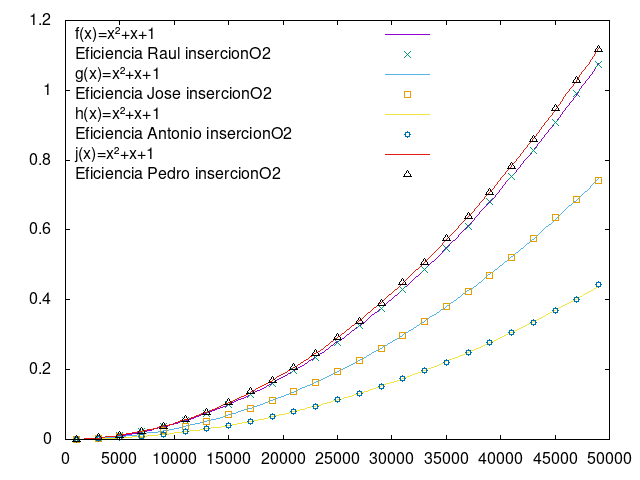 1.2
1
0.8
0.6
0.4
0.2
0
f(x)=x²+x+1
Eficiencia Raul insercionO2
g(x)=x²+x+1
Eficiencia Jose insercionO2
h(x)=x²+x+1
Eficiencia Antonio insercionO2
j(x)=x²+x+1
Eficiencia Pedro insercionO2
0 5000 10000 15000 20000 25000 30000 35000 40000 45000 50000